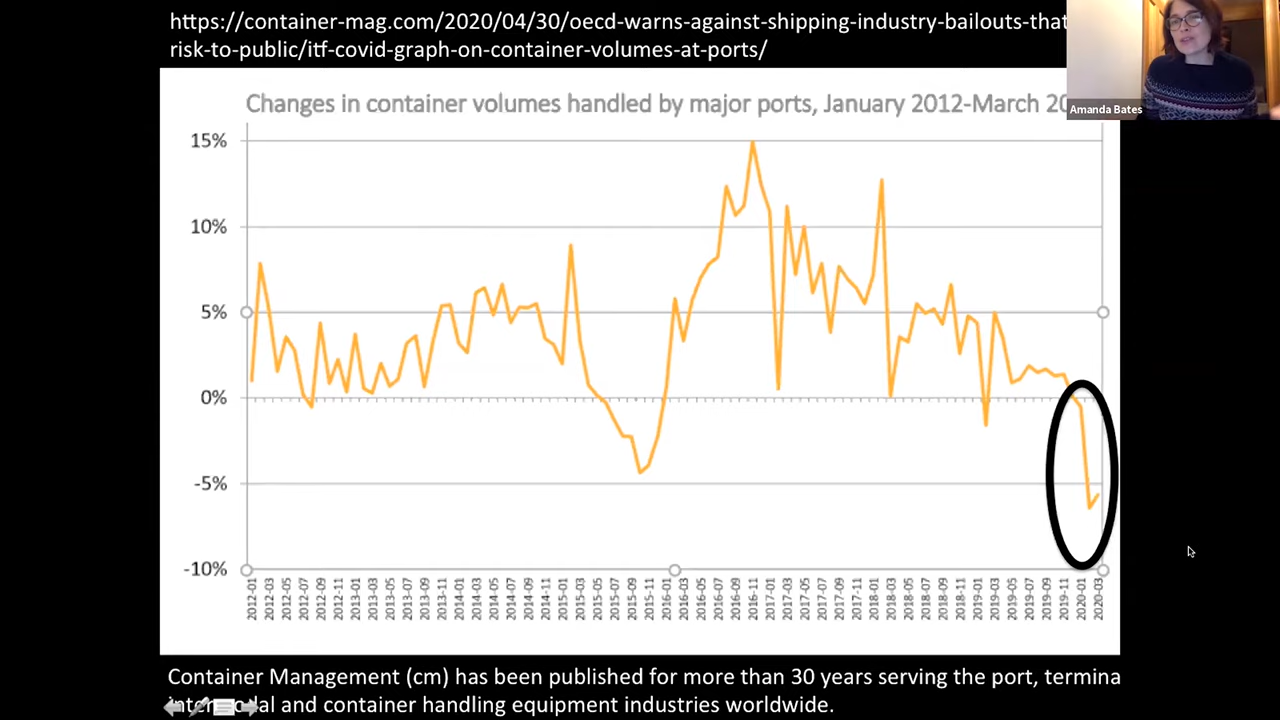 https://container-mag.com/2020/04/30/oecd-warns-against-shipping-industry-bailouts-that
risk-to-public/itf-covid-graph-on-container-volumes-at-ports/
Amanda Bates
Changes in container volumes handled by major ports, January 2012-March 20
15%
10%
5%
0%
-5%
-10%
2012-01 2012-03 2012-05 2012-07 2012-09 2012-11 2013-01 2013-03 2013-05 2013-07 2013-09 2013-11 2014-01 2014-03 2014-05 2014-07 2014-09 2014-11 2015-01 2015-03 2015-05 2015-07 2015-09 2015-11 2016-01 2016-03 2016-05 2016-07 2016-09 2016-11 2017-01 2017-03 2017-05 2017-07 2017-09 2017-11 2018-01 2018-03 2018-05 2018-07 2018-09 2018-11 2019-01 2019-03 2019-05 2019-07 2019-09 2019-11 2020-01 2020-03
Container Management (cm) has been published for more than 30 years serving the port, termina
and container handling equipment industries worldwide.